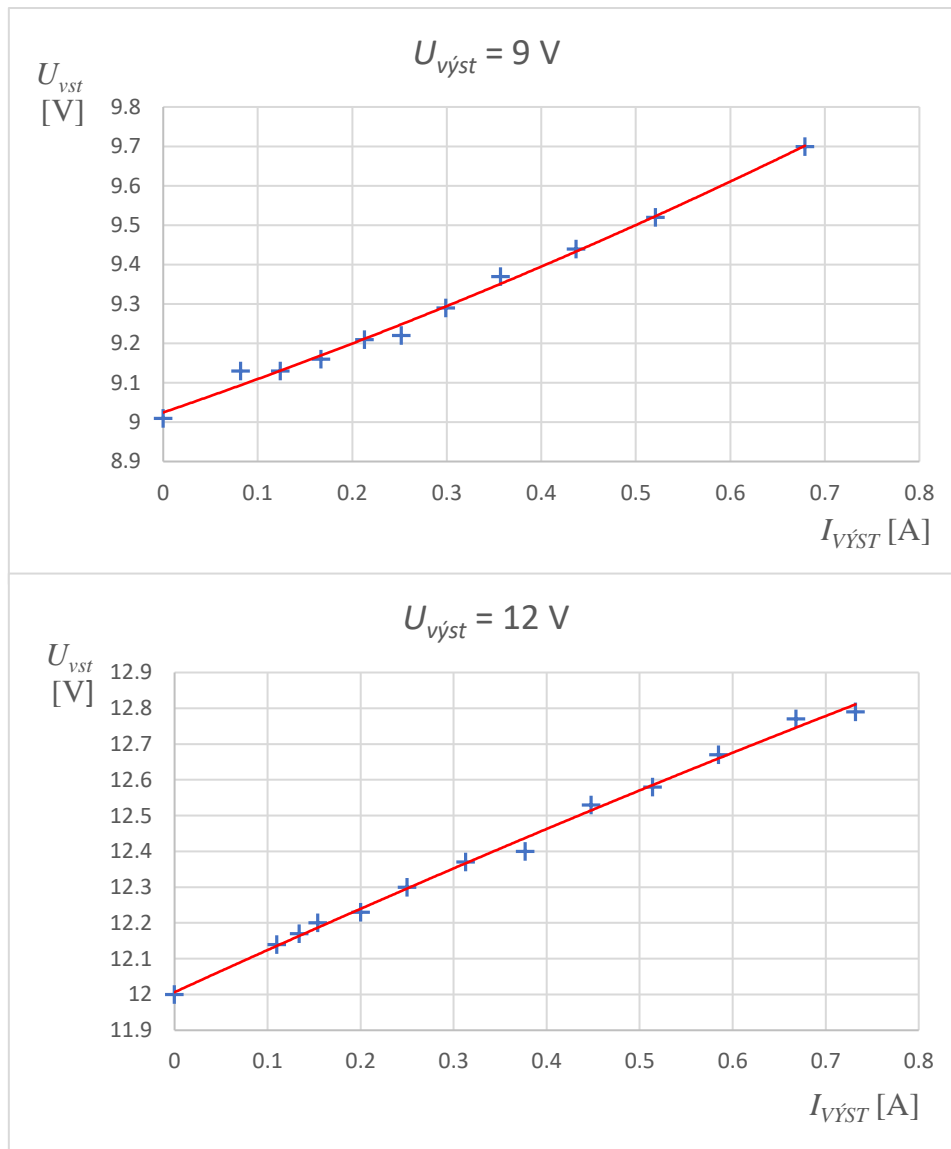 U_výst = 9 V
U_vst
[V]
9.8
9.7
9.6
9.5
9.4
9.3
9.2
9.1
9
8.9
0 0.1 0.2 0.3 0.4 0.5 0.6 0.7 0.8
I_VÝST [A]
U_výst = 12 V
U_vst
[V]
12.9
12.8
12.7
12.6
12.5
12.4
12.3
12.2
12.1
12
11.9
0 0.1 0.2 0.3 0.4 0.5 0.6 0.7 0.8
I_VÝST [A]